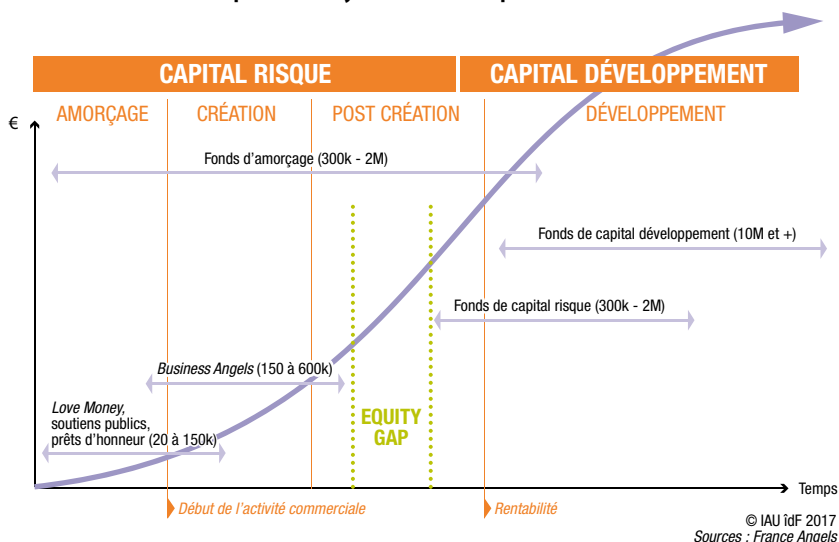 CAPITAL RISQUE
CAPITAL DÉVELOPPEMENT
AMORÇAGE
CRÉATION
POST CRÉATION
DÉVELOPPEMENT
€
Fonds d'amorçage (300k - 2M)
Fonds de capital développement (10M et +)
Fonds de capital risque (300k - 2M)
Business Angels (150 à 600k)
Love Money,
soutiens publics,
prêts d'honneur (20 à 150k)
EQUITY
GAP
Temps
Début de l'activité commerciale
Rentabilité
© IAU îdF 2017
Sources : France Angels